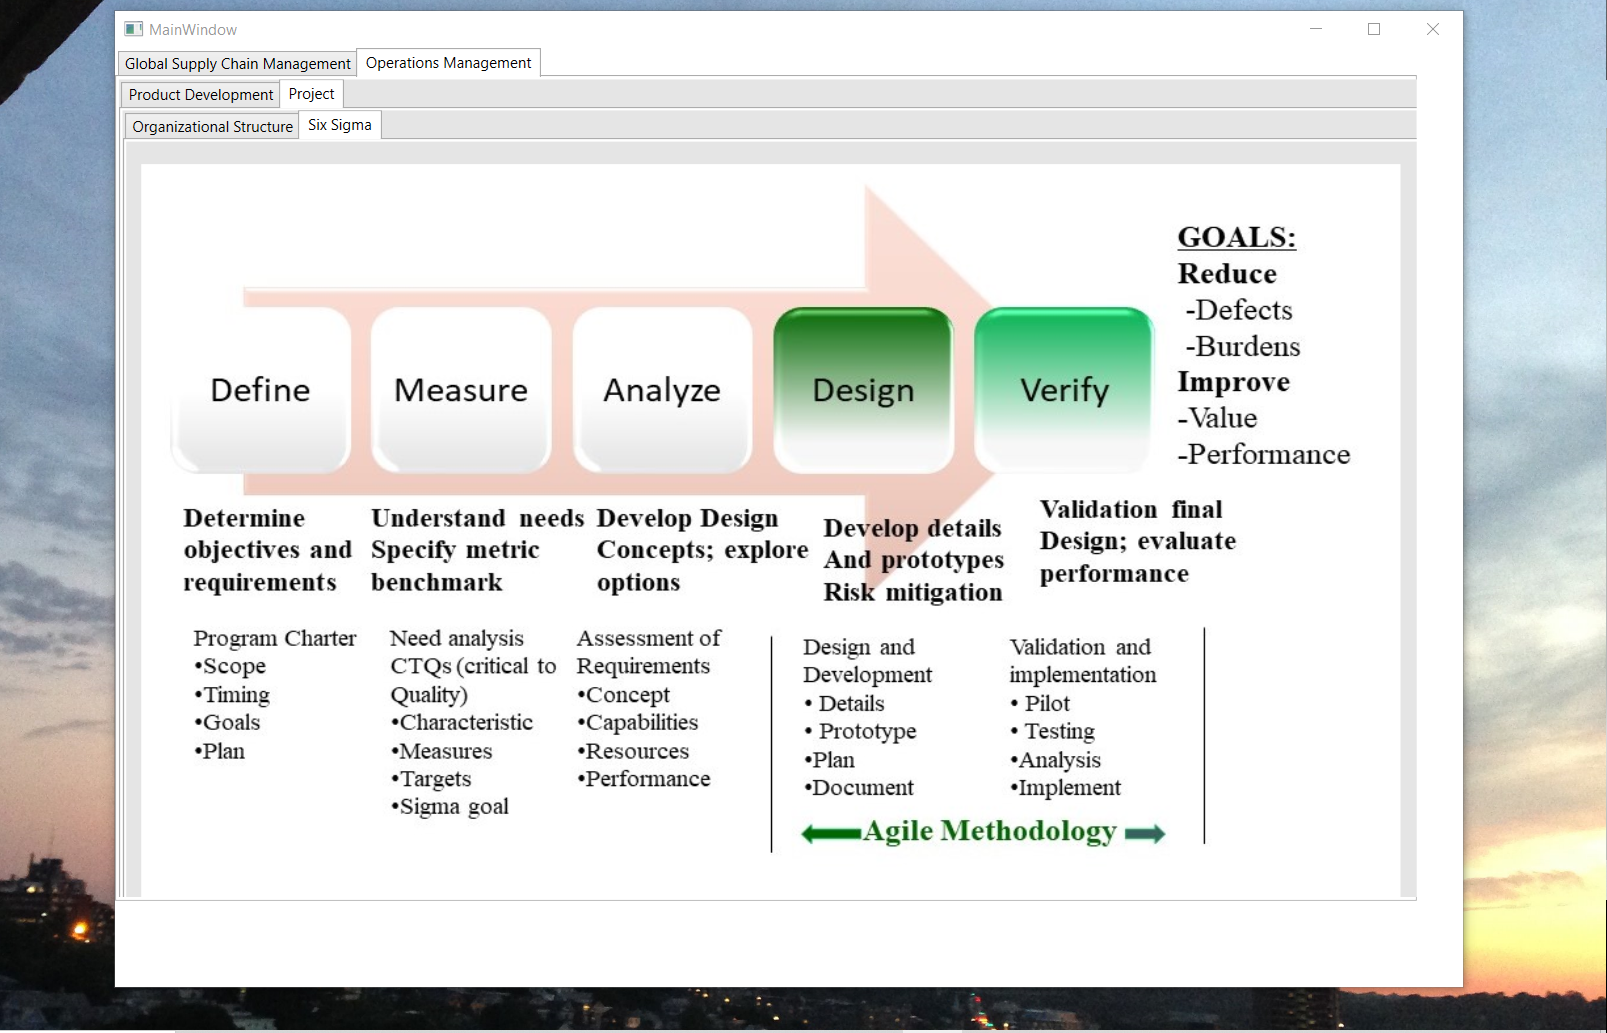 MainWindow
Global Supply Chain Management
Operations Management
Product Development
Project
Organizational Structure
Six Sigma
Define
Measure
Analyze
Design
Verify
GOALS:
Reduce
-Defects
-Burdens
Improve
-Value
-Performance
Determine
objectives and
requirements
Understand needs
Specify metric
benchmark
Develop Design
Concepts; explore
options
Develop details
And prototypes
Risk mitigation
Validation final
Design; evaluate
performance
Program Charter
•Scope
•Timing
•Goals
•Plan
Need analysis
CTQs (critical to
Quality)
•Characteristic
•Measures
•Targets
•Sigma goal
Assessment of
Requirements
•Concept
•Capabilities
•Resources
•Performance
Design and
Development
• Details
• Prototype
•Plan
•Document
Validation and
implementation
• Pilot
• Testing
•Analysis
•Implement
Agile Methodology